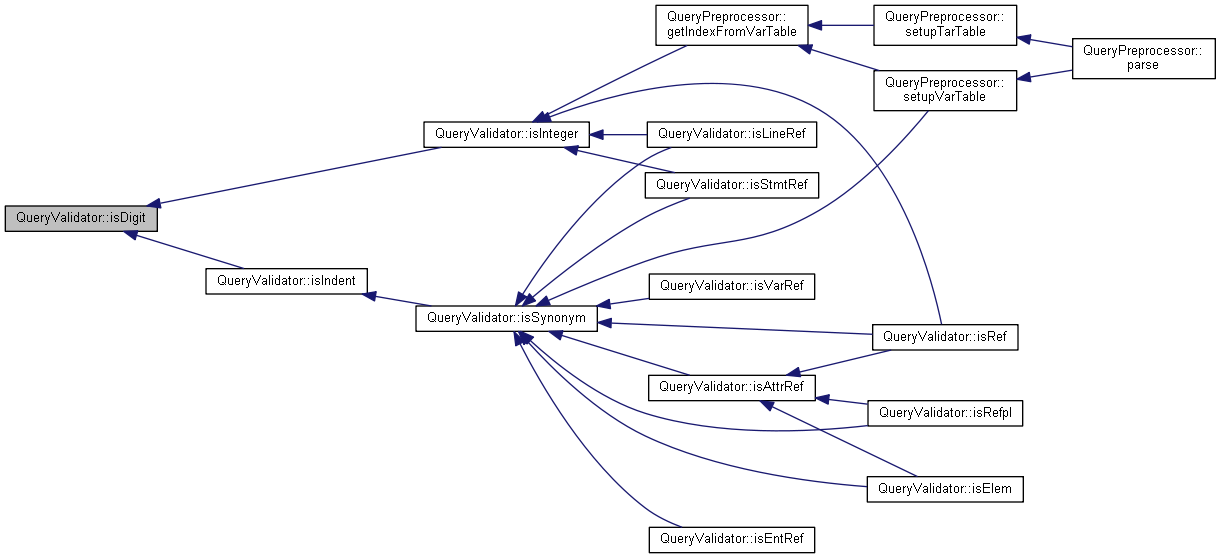 QueryPreprocessor::
getIndexFromVarTable
QueryPreprocessor::
setupTarTable
QueryPreprocessor::
parse
QueryPreprocessor::
setupVarTable
QueryValidator::isInteger
QueryValidator::isLineRef
QueryValidator::isStmtRef
QueryValidator::isDigit
QueryValidator::isIndent
QueryValidator::isVarRef
QueryValidator::isSynonym
QueryValidator::isRef
QueryValidator::isAttrRef
QueryValidator::isRefpl
QueryValidator::isElem
QueryValidator::isEntRef